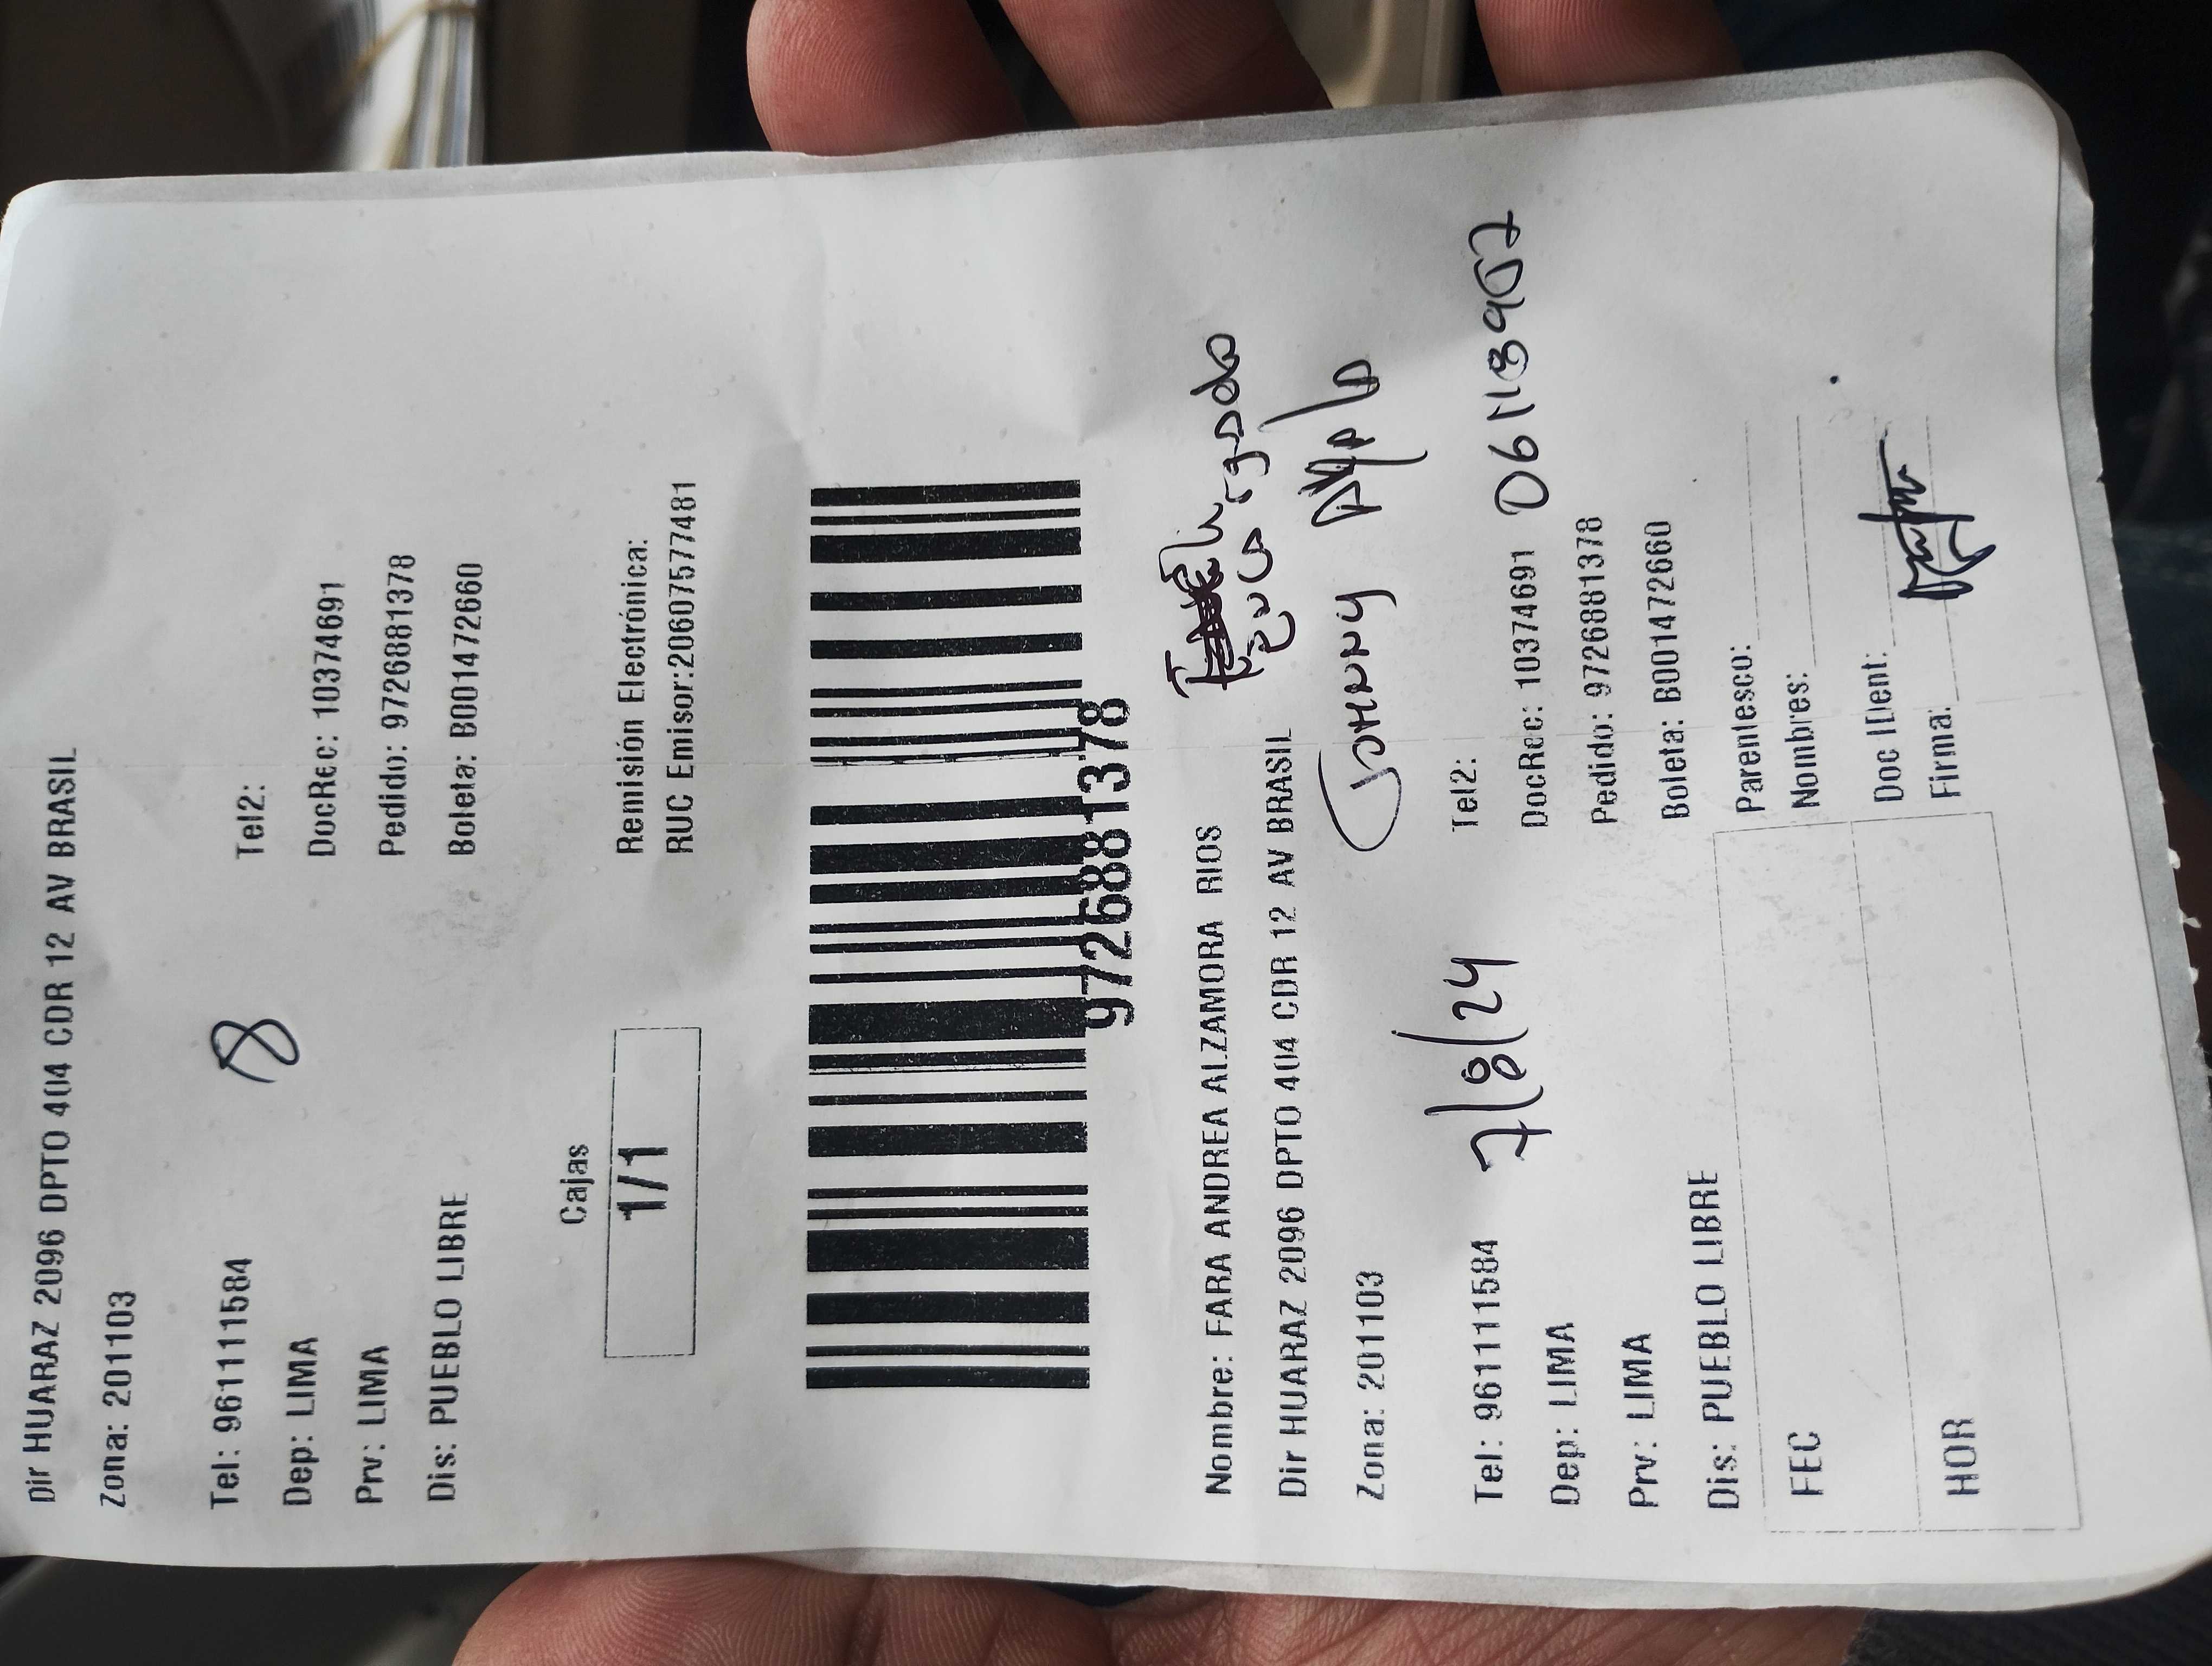 Dir HUARAZ 2096 DPTO 404 CDR 12 AV BRASIL
Zona: 201103
Tel: 961111584 8 Tel2:
Dep: LIMA DocRec: 10374691
Prv: LIMA Pedido: 9726881378
Dis: PUEBLO LIBRE Boleta: B001472660
Cajas
1/1
Remisión Electrónica:
RUC Emisor:20607577481
9726881378
Nombre: FARA ANDREA ALZAMORA RIOS
Dir HUARAZ 2096 DPTO 404 CDR 12 AV BRASIL
Zona: 201103 JOHNNY
Tel: 961111584 7/8/24 Tel2:
Dep: LIMA DocRec: 10374691 06118907
Prv: LIMA Pedido: 9726881378
Dis: PUEBLO LIBRE Boleta: B001472660
FEC
HOR
Parentesco:
Nombres:
Doc Ident:
Firma: